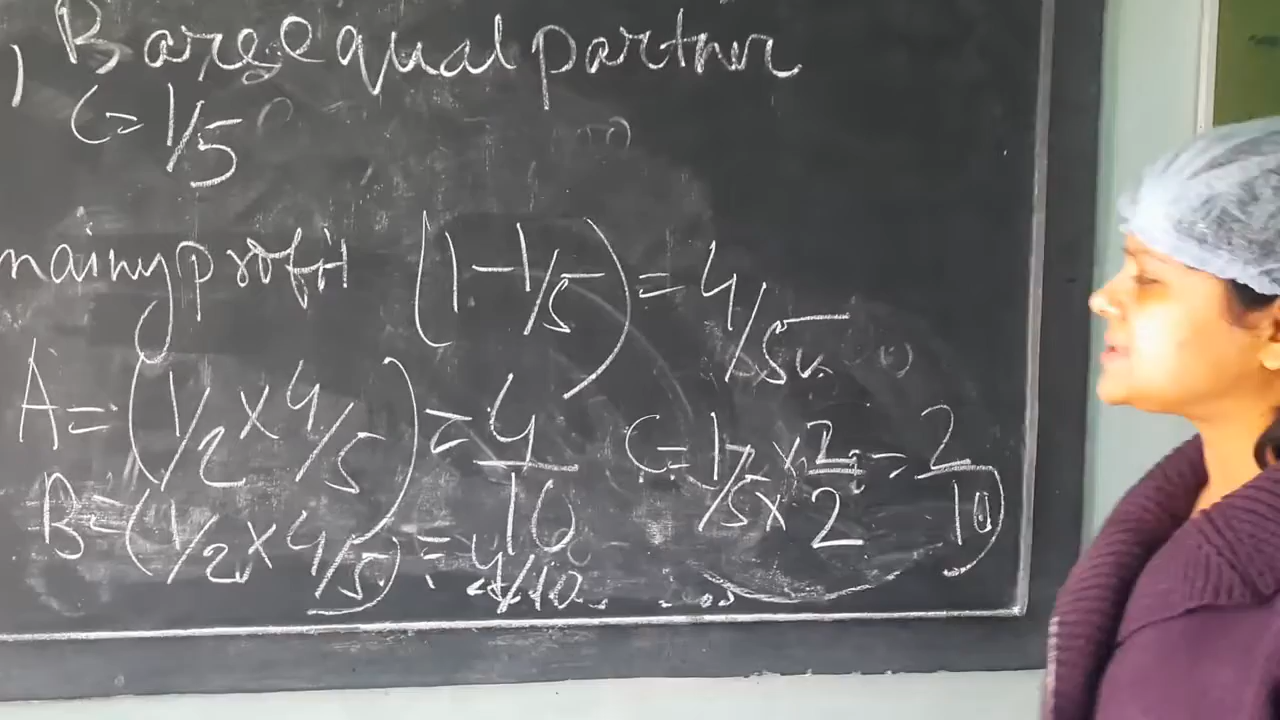 , B are equal partner
C = 1/5
mainy profit (1 - 1/5) = 4/5
A = (1/2 x 4/5) = 4/10
C = 1/5 x 2/2 = 2/10
B = (1/2 x 4/5) = 4/10